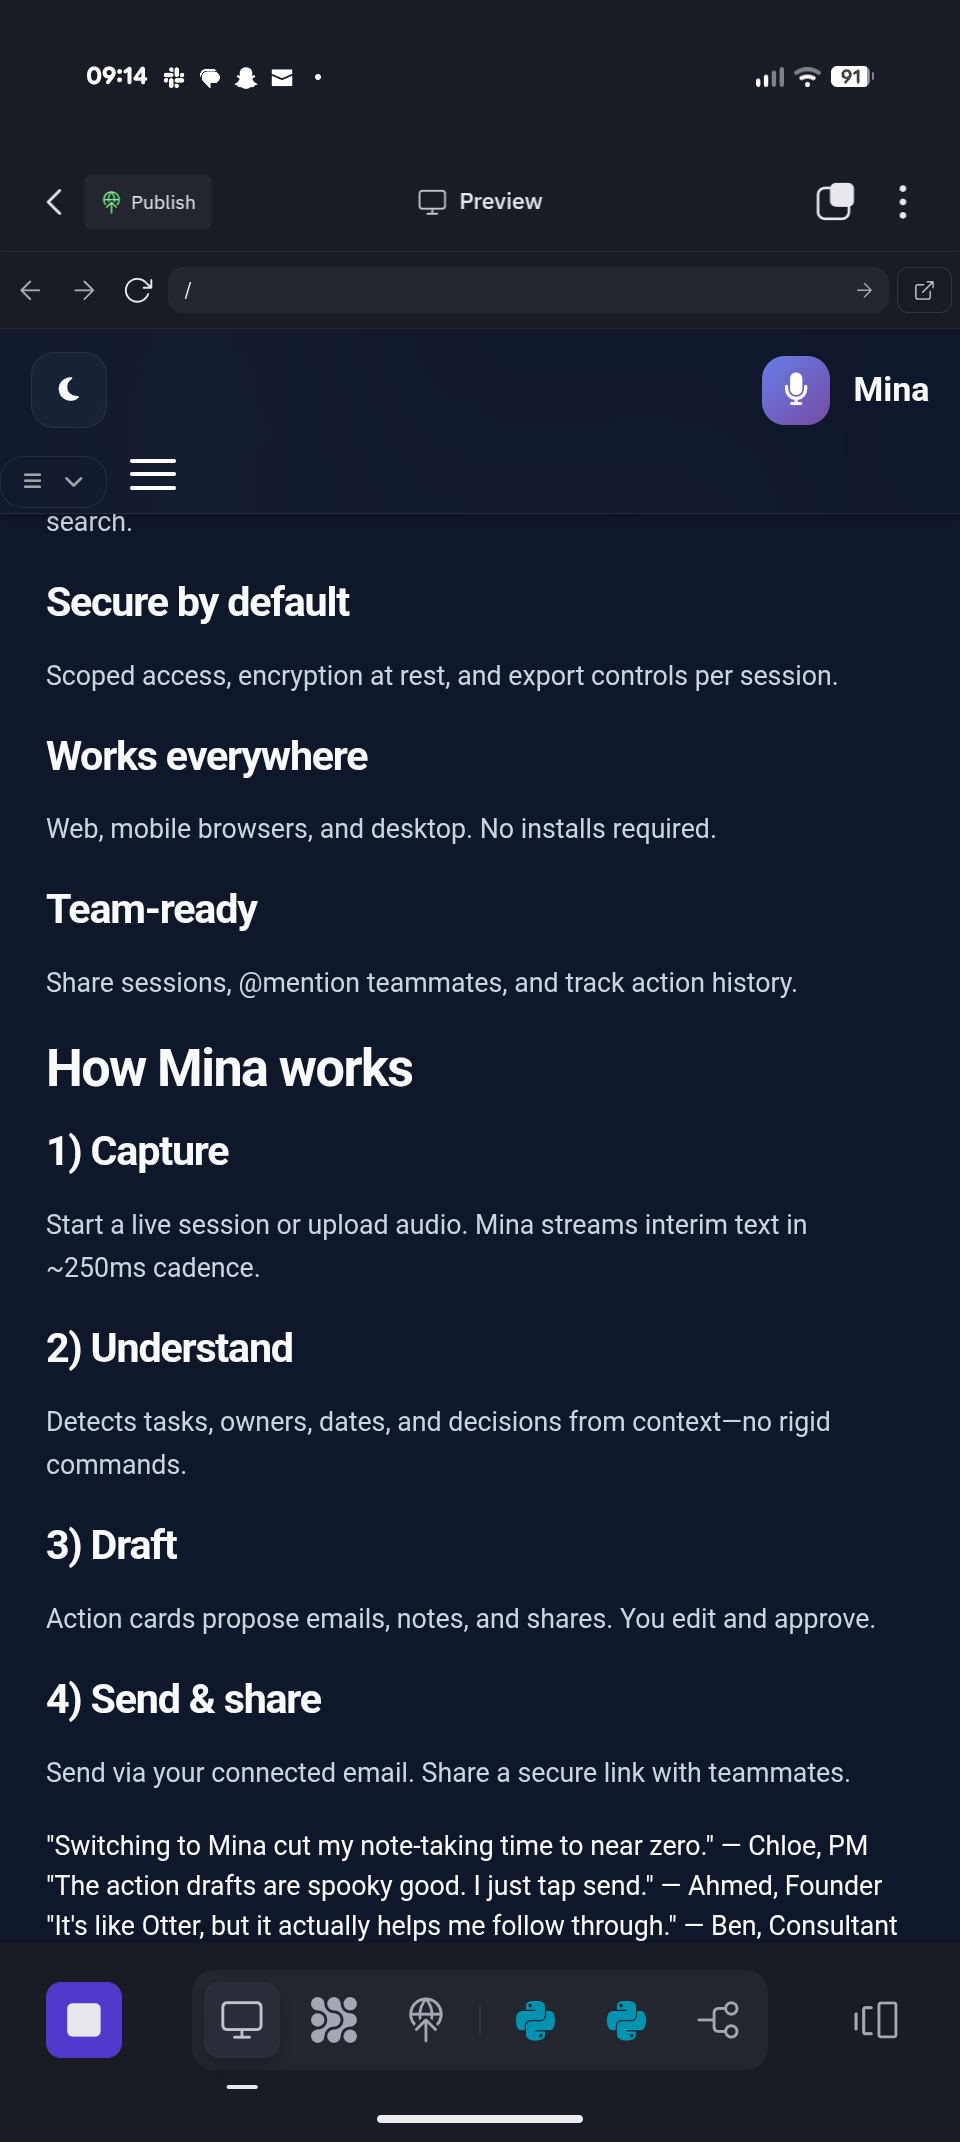 09:14
91
Publish
Preview
/
Mina
search.
Secure by default
Scoped access, encryption at rest, and export controls per session.
Works everywhere
Web, mobile browsers, and desktop. No installs required.
Team-ready
Share sessions, @mention teammates, and track action history.
How Mina works
1) Capture
Start a live session or upload audio. Mina streams interim text in
~250ms cadence.
2) Understand
Detects tasks, owners, dates, and decisions from context—no rigid
commands.
3) Draft
Action cards propose emails, notes, and shares. You edit and approve.
4) Send & share
Send via your connected email. Share a secure link with teammates.
"Switching to Mina cut my note-taking time to near zero." — Chloe, PM
"The action drafts are spooky good. I just tap send." — Ahmed, Founder
"It's like Otter, but it actually helps me follow through." — Ben, Consultant